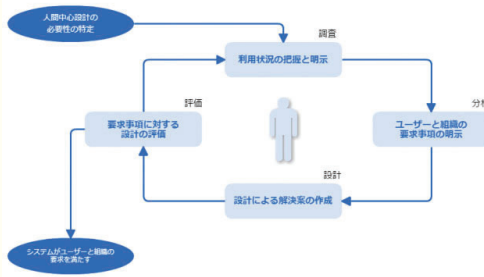 人間中心設計の
必要性の特定
調査
利用状況の把握と明示
評価
要求事項に対する
設計の評価
分析
ユーザーと組織の
要求事項の明示
設計
設計による解決案の作成
システムがユーザーと組織の
要求を満たす